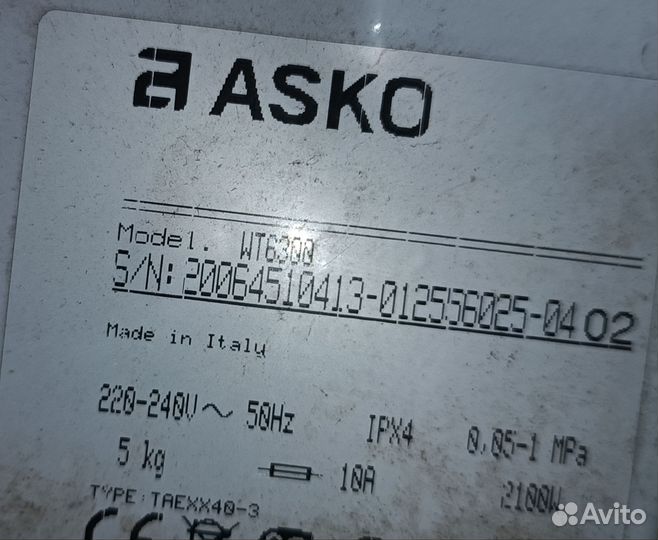 ASKO
Model. WT6300
S/N: 20064510413-012556025-04 02
Made in Italy
220-240V ~ 50Hz IPX4 0,05-1 MPa
5 kg 10A 2100W
TYPE: TAEXX40-3
CE
Avito